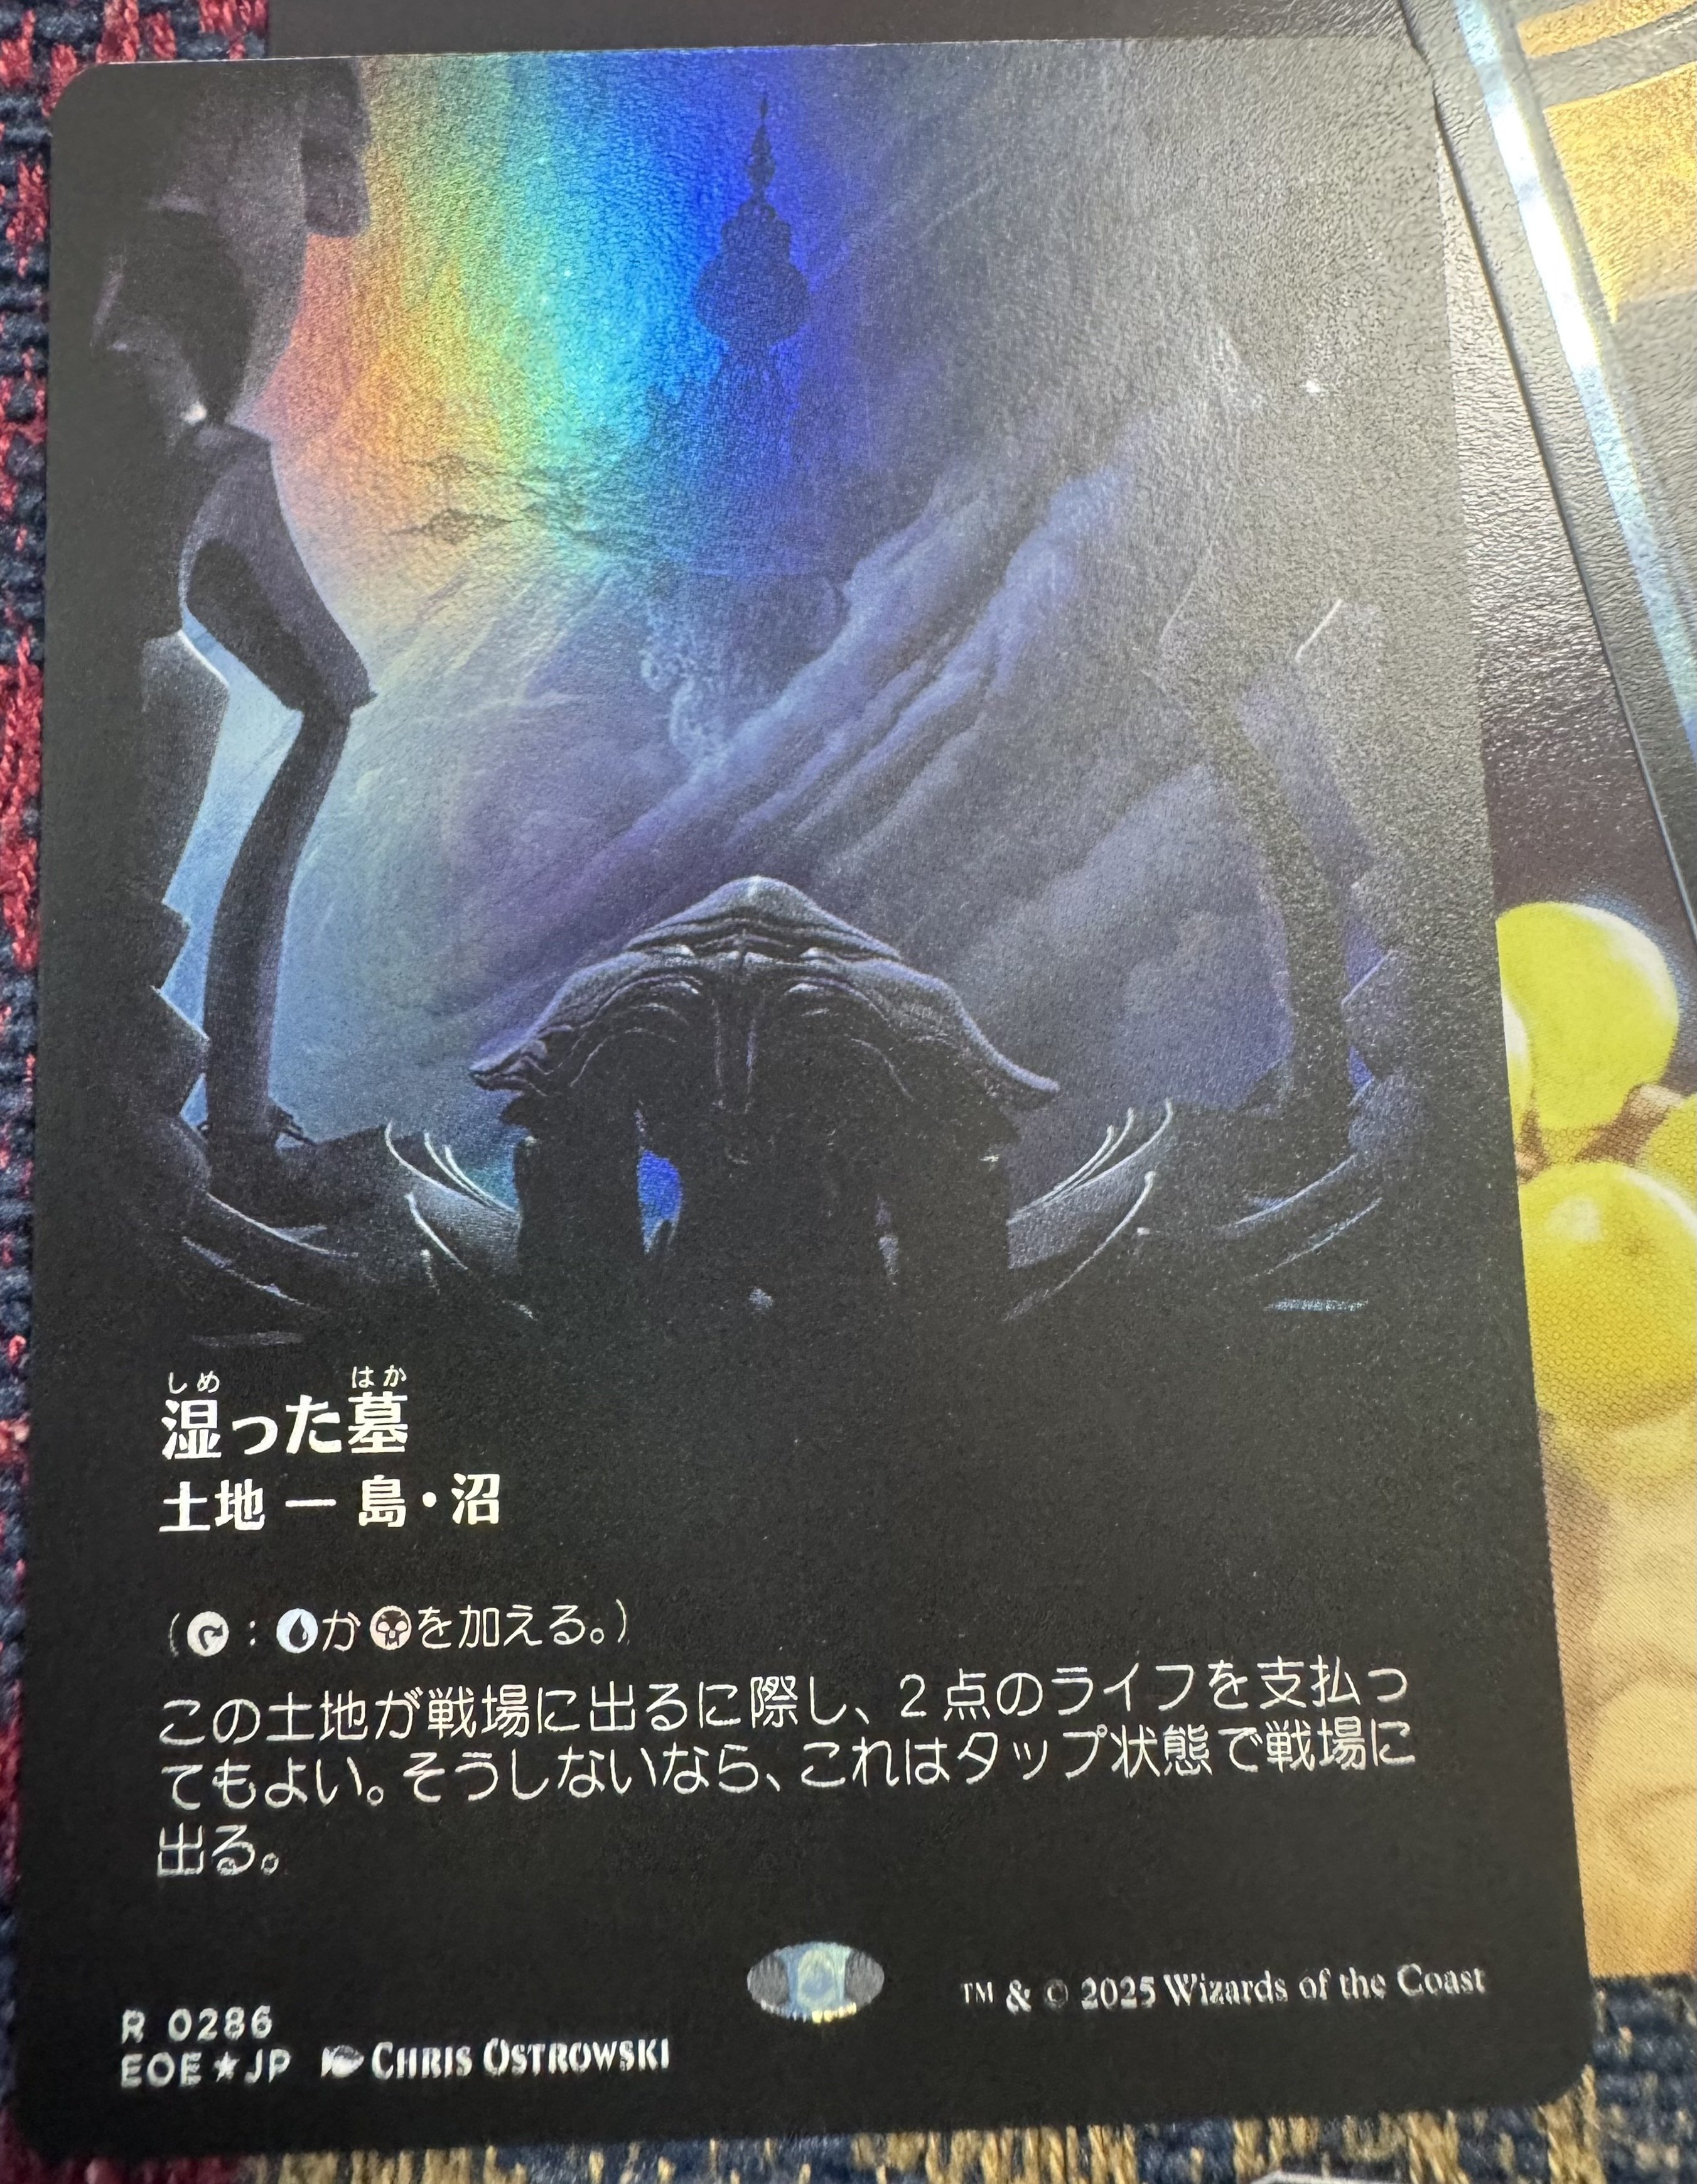 しめ はか
湿った墓
土地 ― 島・沼
( : か を加える。)
この土地が戦場に出るに際し、2点のライフを支払っ
てもよい。そうしないなら、これはタップ状態で戦場に
出る。
R 0286
™ & © 2025 Wizards of the Coast
EOE★JP CHRIS OSTROWSKI